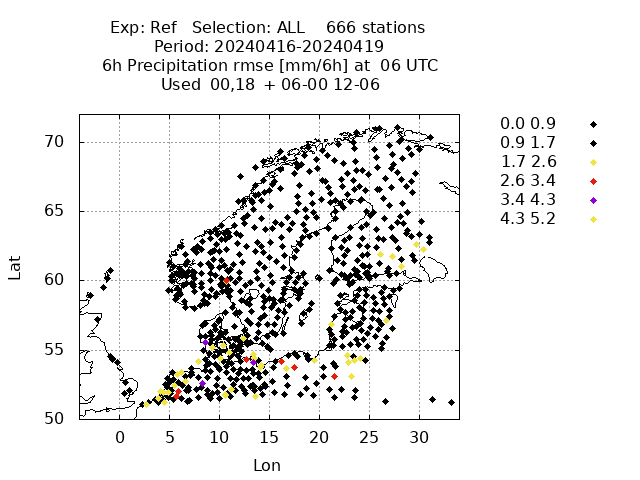 Exp: Ref   Selection: ALL    666 stations
Period: 20240416-20240419
6h Precipitation rmse [mm/6h] at  06 UTC
Used  00,18  + 06-00 12-06
0.0 0.9
0.9 1.7
1.7 2.6
2.6 3.4
3.4 4.3
4.3 5.2
70
65
60
55
50
Lat
0 5 10 15 20 25 30
Lon